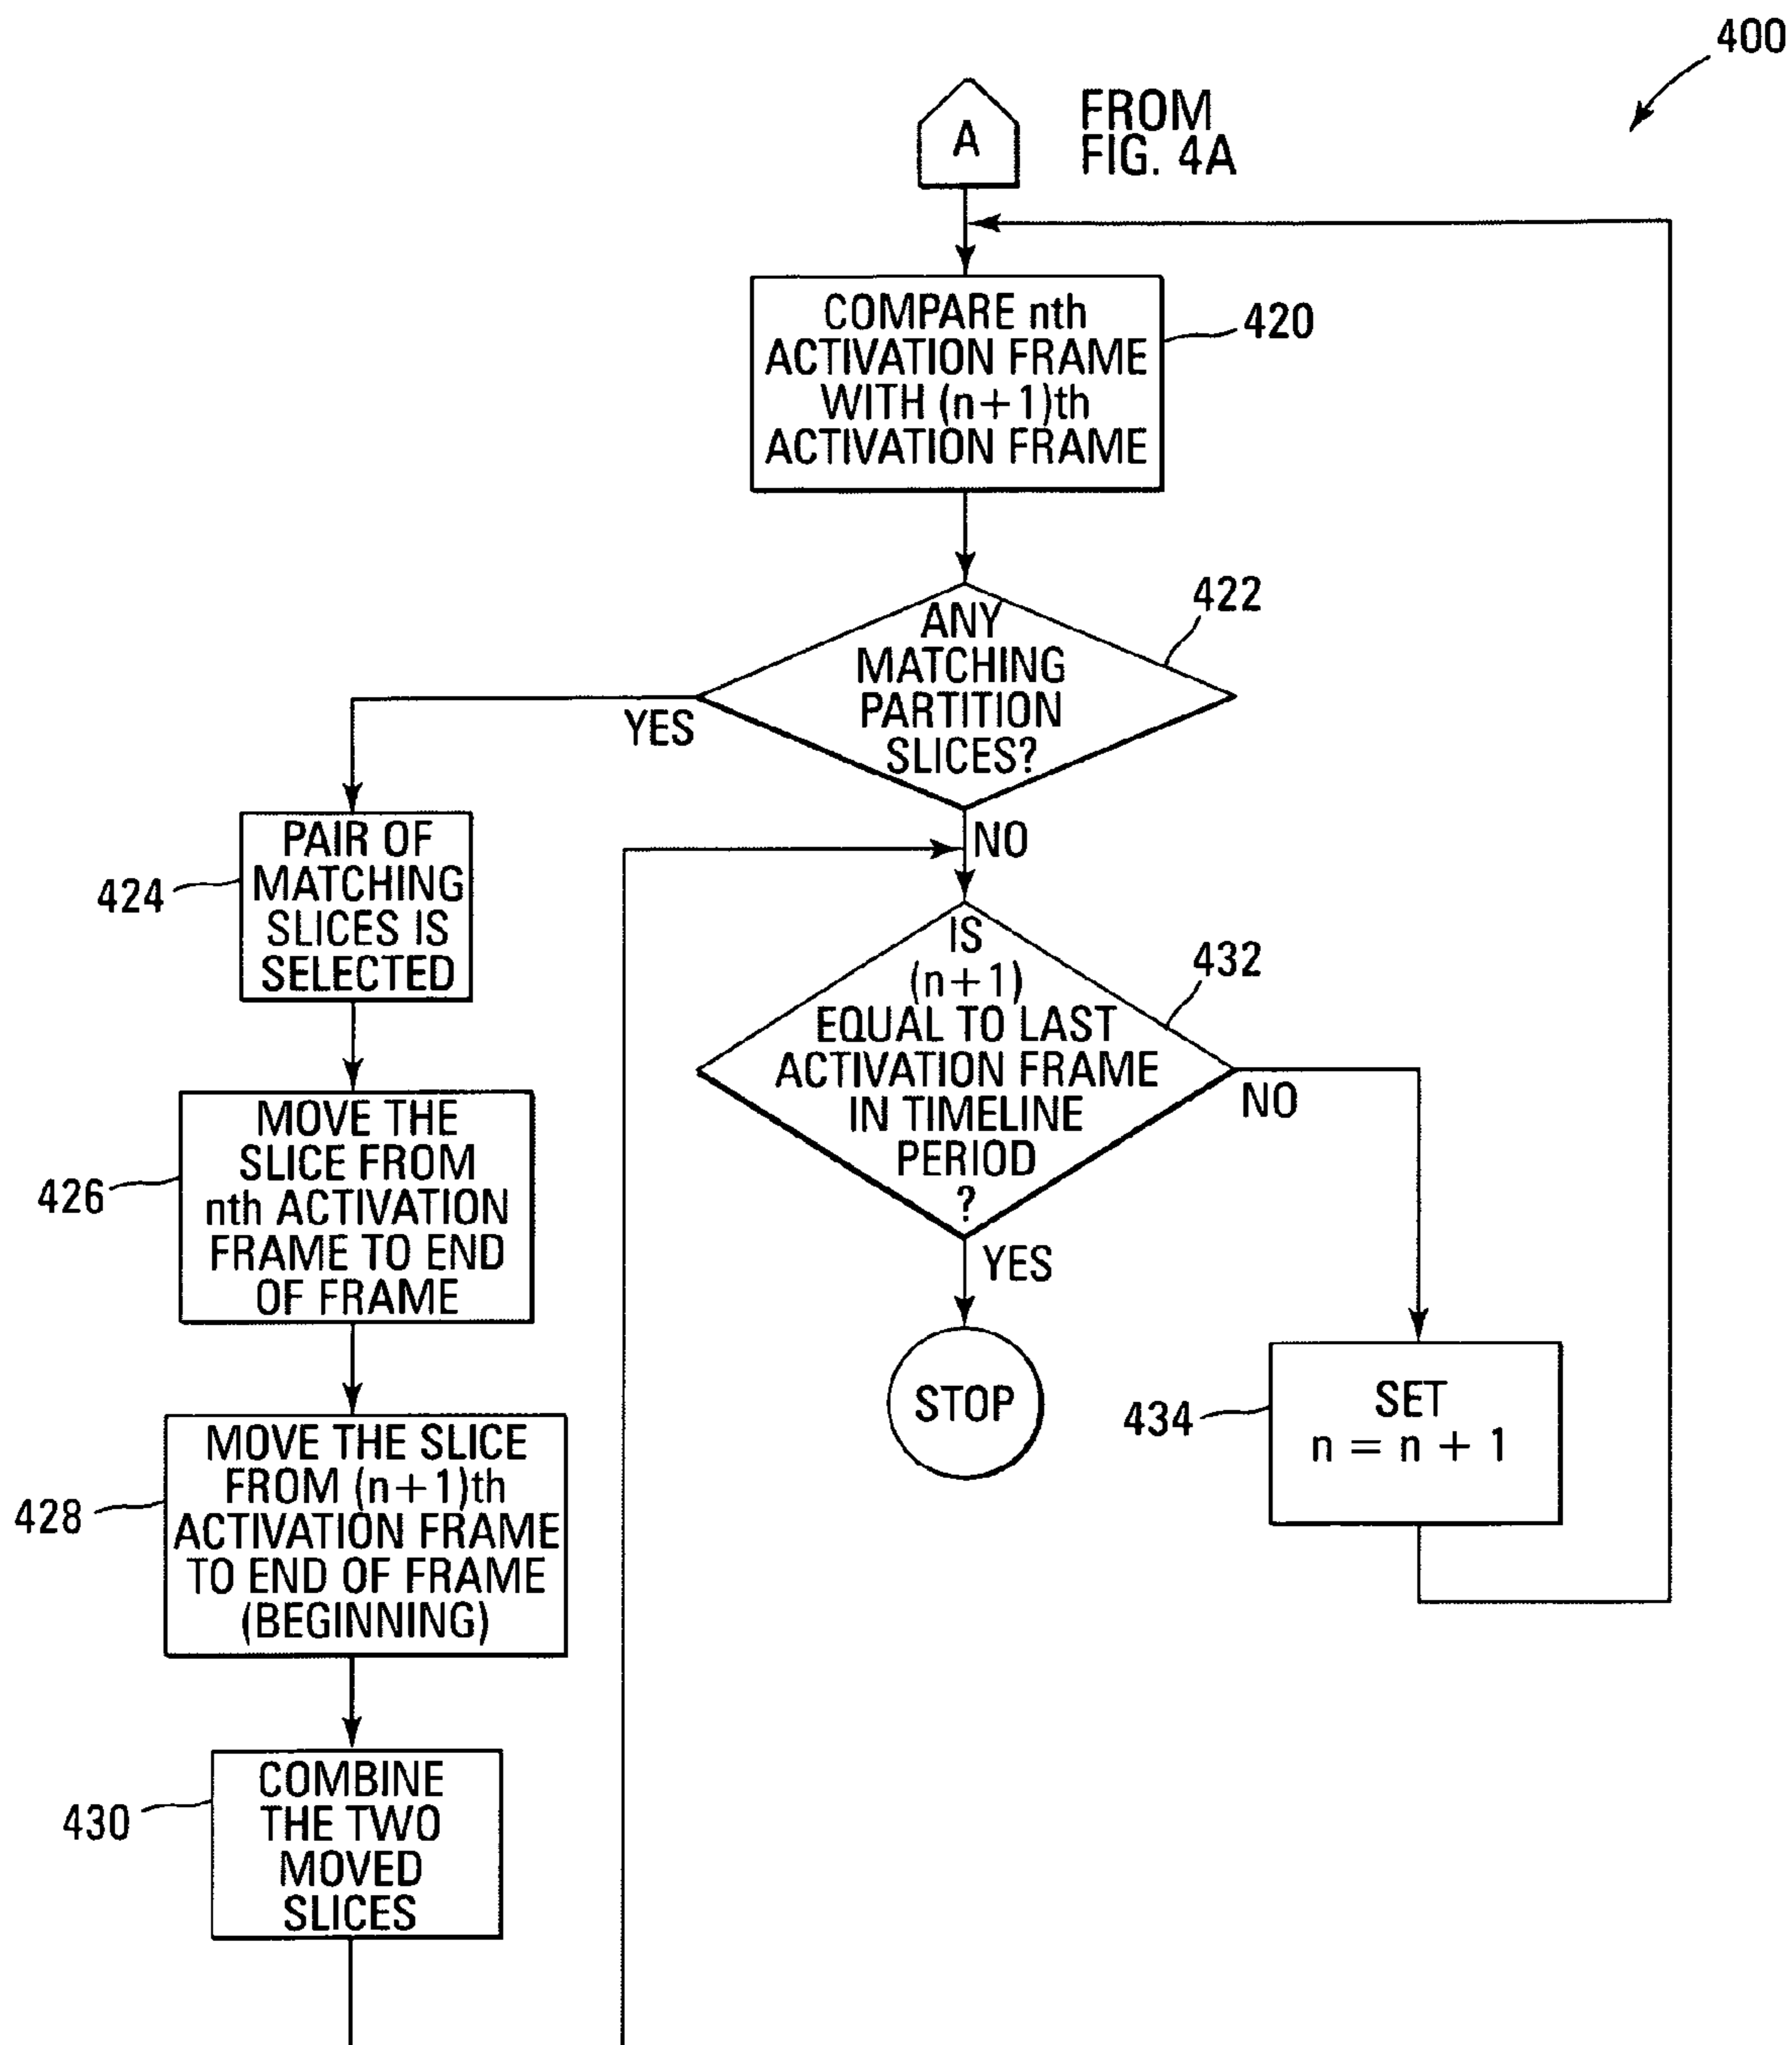 400
A
FROM
FIG. 4A
COMPARE nth
ACTIVATION FRAME
WITH (n+1)th
ACTIVATION FRAME
420
ANY
MATCHING
PARTITION
SLICES?
422
YES
NO
PAIR OF
MATCHING
SLICES IS
SELECTED
424
IS
(n+1)
EQUAL TO LAST
ACTIVATION FRAME
IN TIMELINE
PERIOD
?
432
NO
YES
MOVE THE
SLICE FROM
nth ACTIVATION
FRAME TO END
OF FRAME
426
STOP
SET
n = n + 1
434
MOVE THE SLICE
FROM (n+1)th
ACTIVATION FRAME
TO END OF FRAME
(BEGINNING)
428
COMBINE
THE TWO
MOVED
SLICES
430